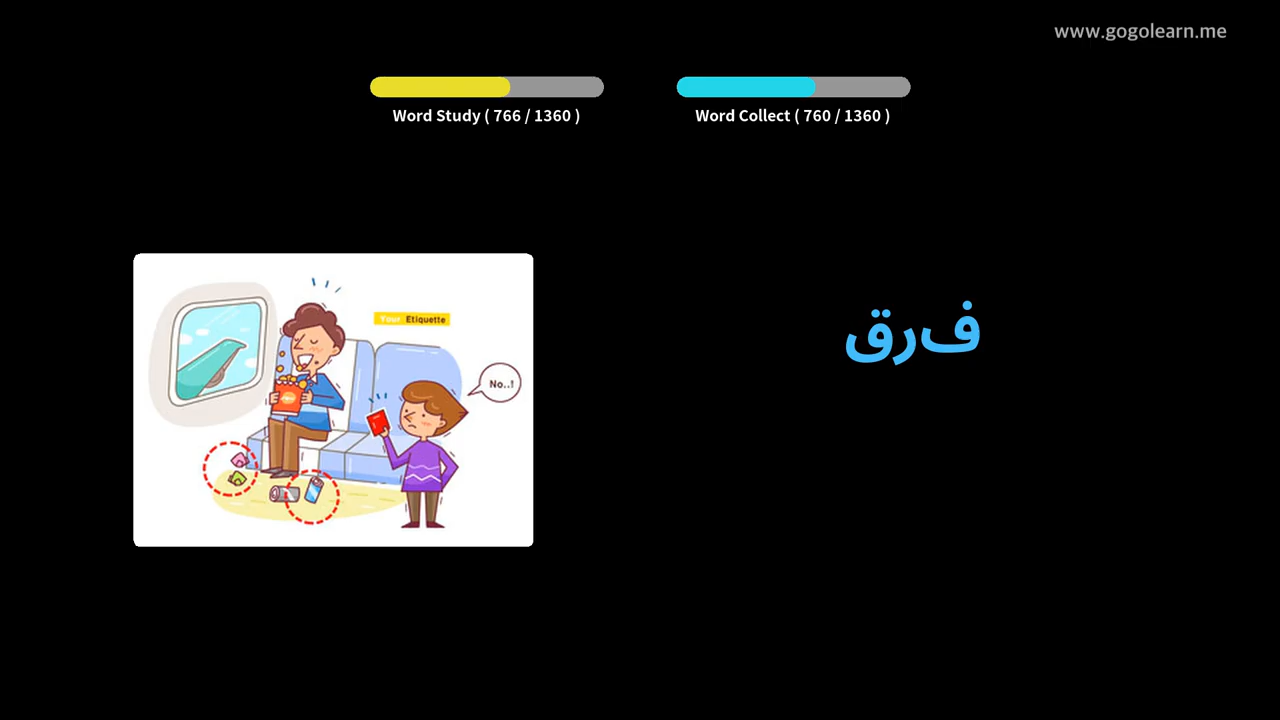 www.gogolearn.me
Word Study ( 766 / 1360 )
Word Collect ( 760 / 1360 )
Your Etiquette
No..!
فرق